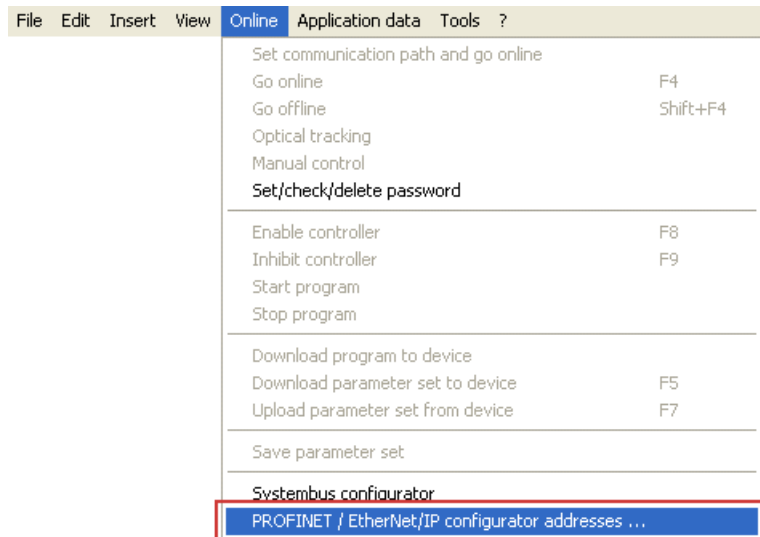 File Edit Insert View Online Application data Tools ?
Set communication path and go online
Go online F4
Go offline Shift+F4
Optical tracking
Manual control
Set/check/delete password
Enable controller F8
Inhibit controller F9
Start program
Stop program
Download program to device
Download parameter set to device F5
Upload parameter set from device F7
Save parameter set
Systembus configurator
PROFINET / EtherNet/IP configurator addresses ...